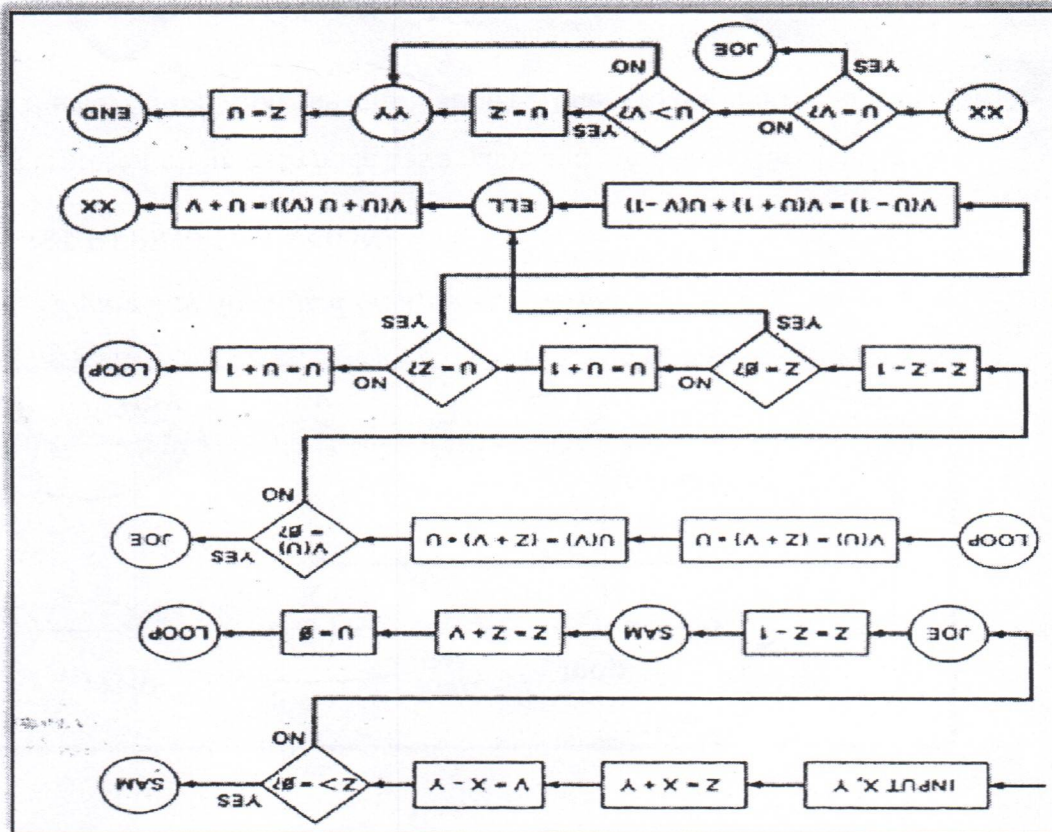 INPUT X, Y
Z = X + Y
V = X - Y
Z > = Ø?
YES
SAM
NO
JOE
Z = Z - 1
SAM
Z = Z + V
U = Ø
LOOP
LOOP
V(U) = (Z + V) • U
U(V) = (Z + V) • U
V(U)
= Ø?
YES
JOE
NO
Z = Z - 1
Z = Ø?
NO
U = U + 1
U = Z?
NO
U = U + 1
LOOP
YES
YES
V(U - 1) = V(U + 1) + U(V -1)
ELL
V(U + U (V)) = U + V
XX
XX
U = V?
NO
U > V?
YES
U = Z
YY
Z = U
END
YES
JOE
NO